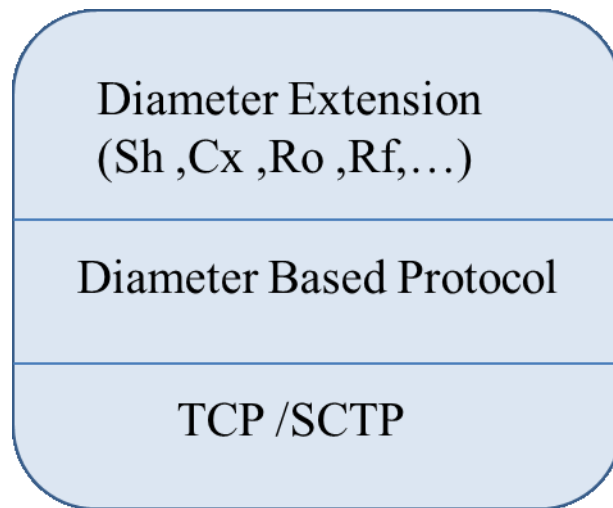 Diameter Extension
(Sh ,Cx ,Ro ,Rf,…)
Diameter Based Protocol
TCP /SCTP